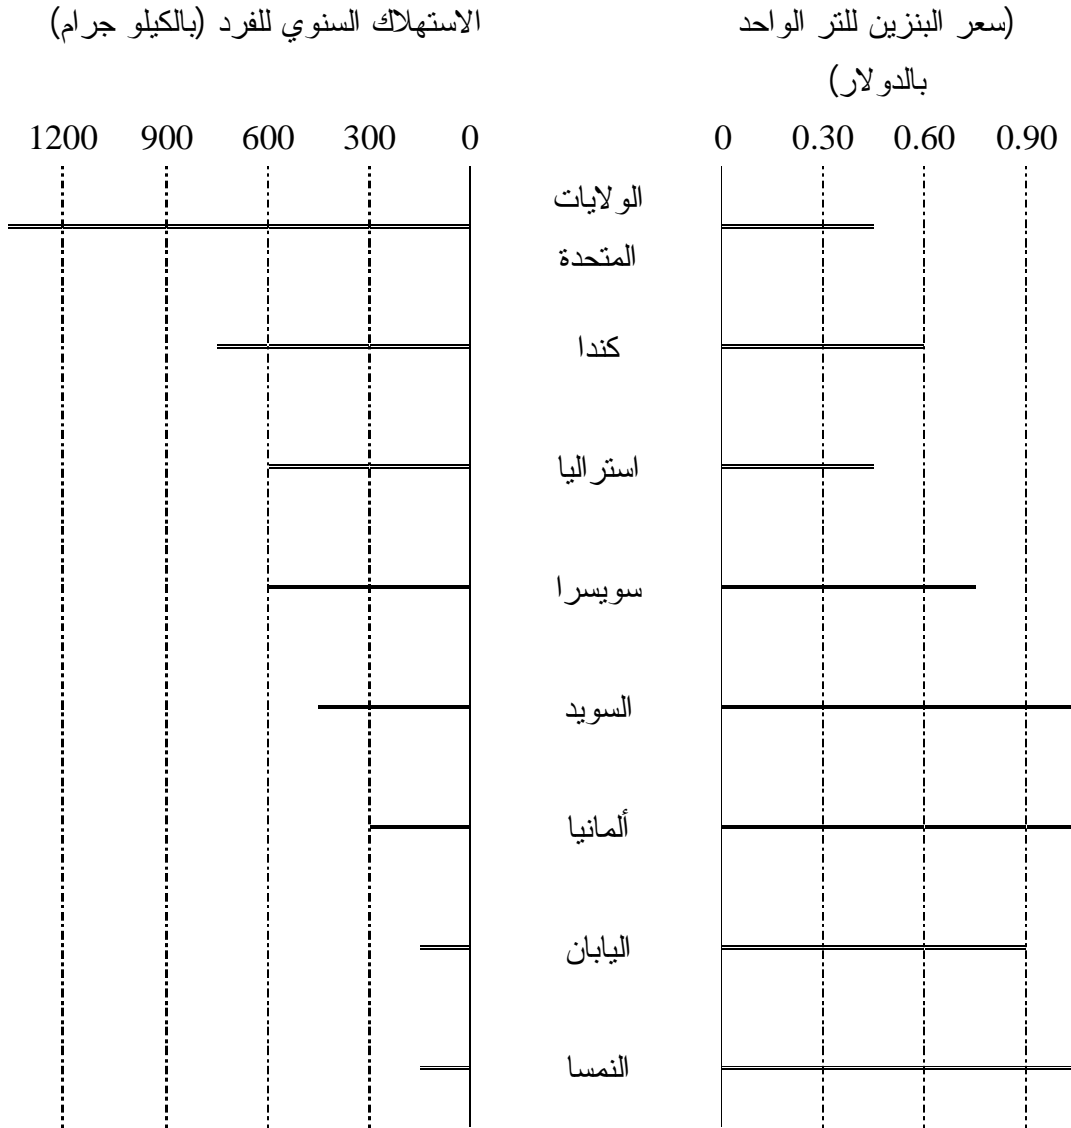 (سعر البنزين للتر الواحد
بالدولار)
الاستهلاك السنوي للفرد (بالكيلو جرام)
0 0.30 0.60 0.90
1200 900 600 300 0
الولايات
المتحدة
كندا
استراليا
سويسرا
السويد
ألمانيا
اليابان
النمسا